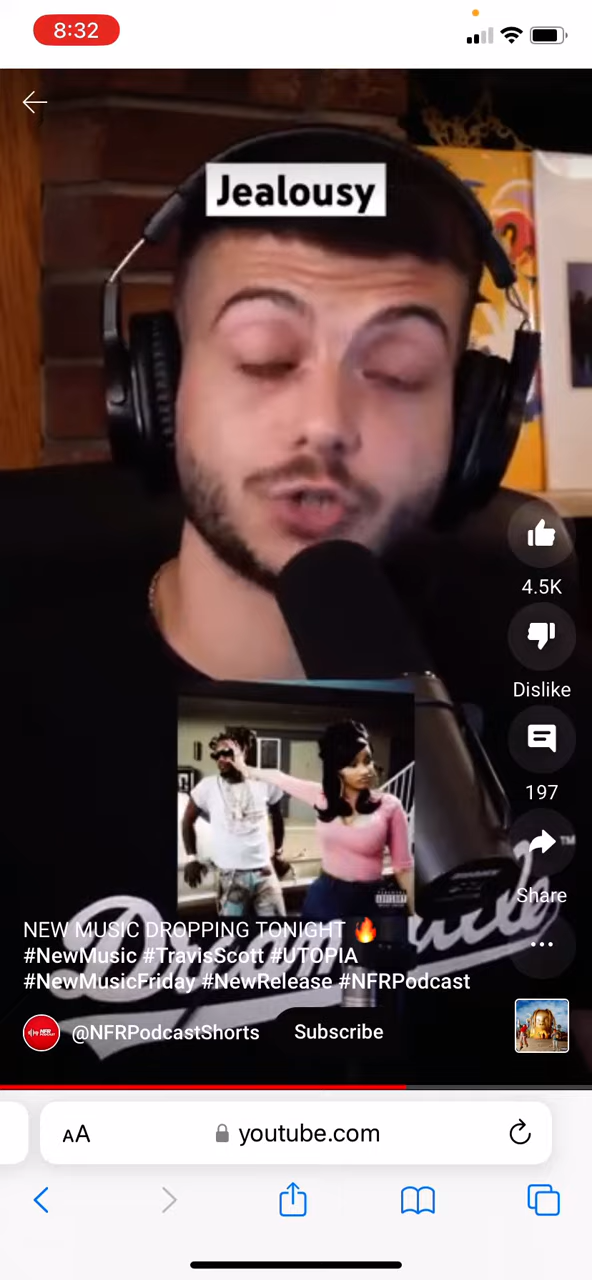 8:32
Jealousy
4.5K
Dislike
197
Share
NEW MUSIC DROPPING TONIGHT 🔥
#NewMusic #TravisScott #UTOPIA
#NewMusicFriday #NewRelease #NFRPodcast
@NFRPodcastShorts Subscribe
AA youtube.com